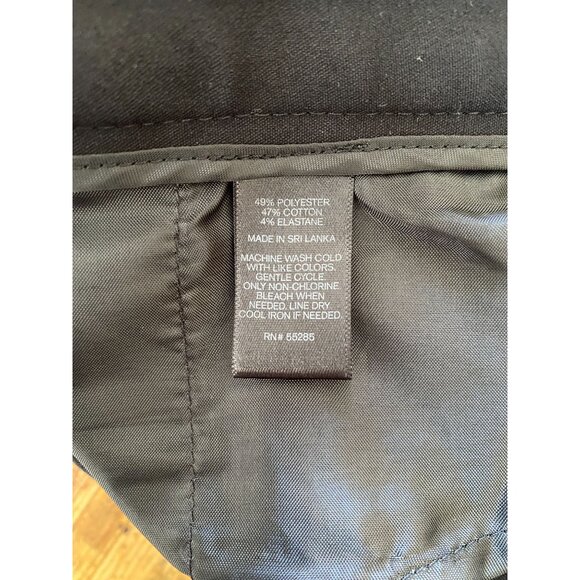 49% POLYESTER
47% COTTON
4% ELASTANE
MADE IN SRI LANKA
MACHINE WASH COLD
WITH LIKE COLORS.
GENTLE CYCLE.
ONLY NON-CHLORINE.
BLEACH WHEN
NEEDED. LINE DRY
COOL IRON IF NEEDED.
RN# 55285